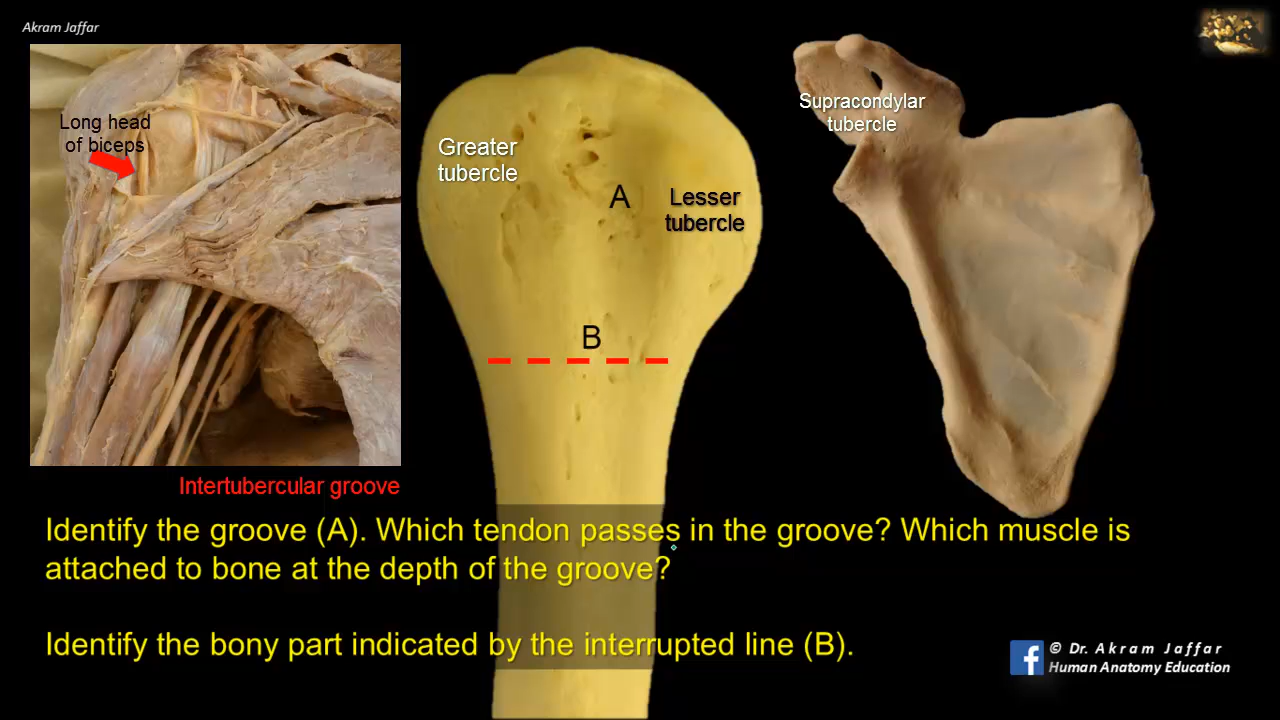 Akram Jaffar
Long head
of biceps
Greater
tubercle
A
Lesser
tubercle
B
Supracondylar
tubercle
Intertubercular groove
Identify the groove (A). Which tendon passes in the groove? Which muscle is
attached to bone at the depth of the groove?
Identify the bony part indicated by the interrupted line (B).
f
© Dr. Akram Jaffar
Human Anatomy Education